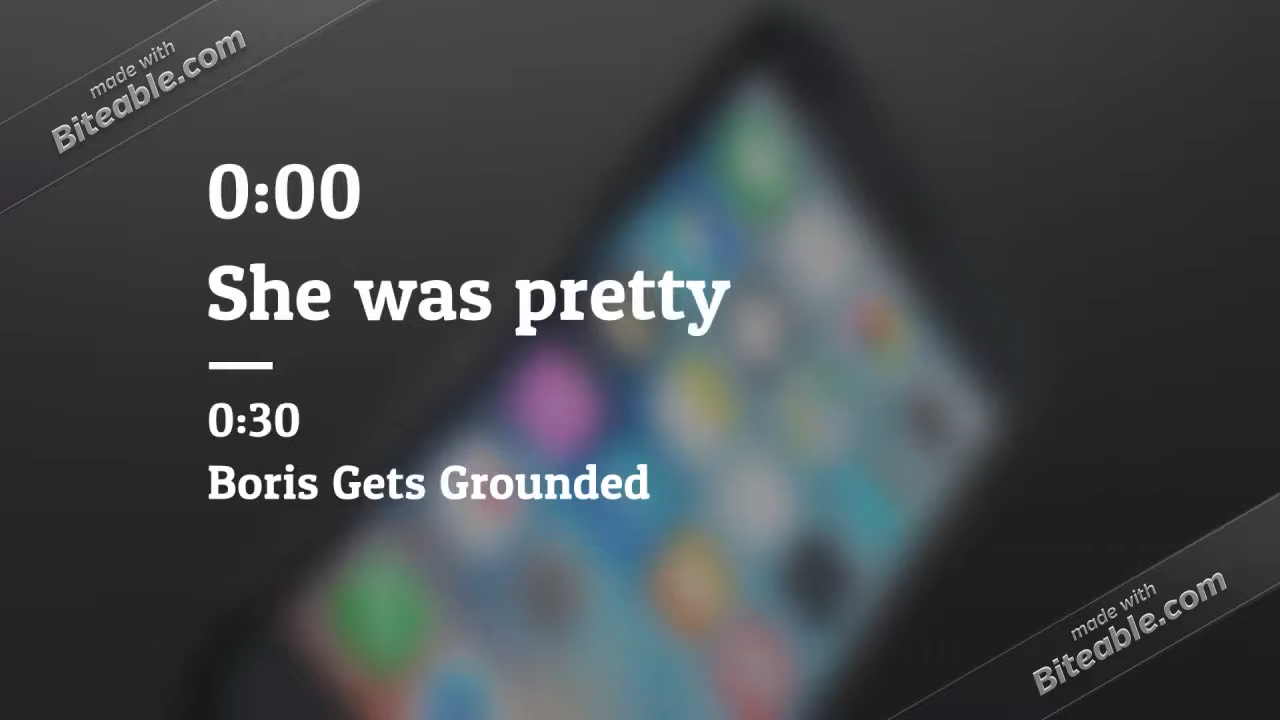 made with
Biteable.com
0:00
She was pretty
0:30
Boris Gets Grounded
made with
Biteable.com